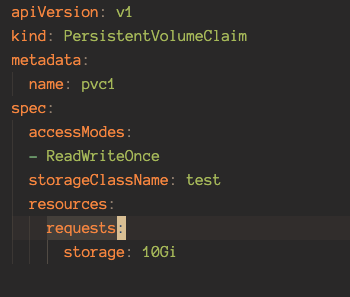 apiVersion: v1
kind: PersistentVolumeClaim
metadata:
  name: pvc1
spec:
  accessModes:
  - ReadWriteOnce
  storageClassName: test
  resources:
    requests:
      storage: 10Gi